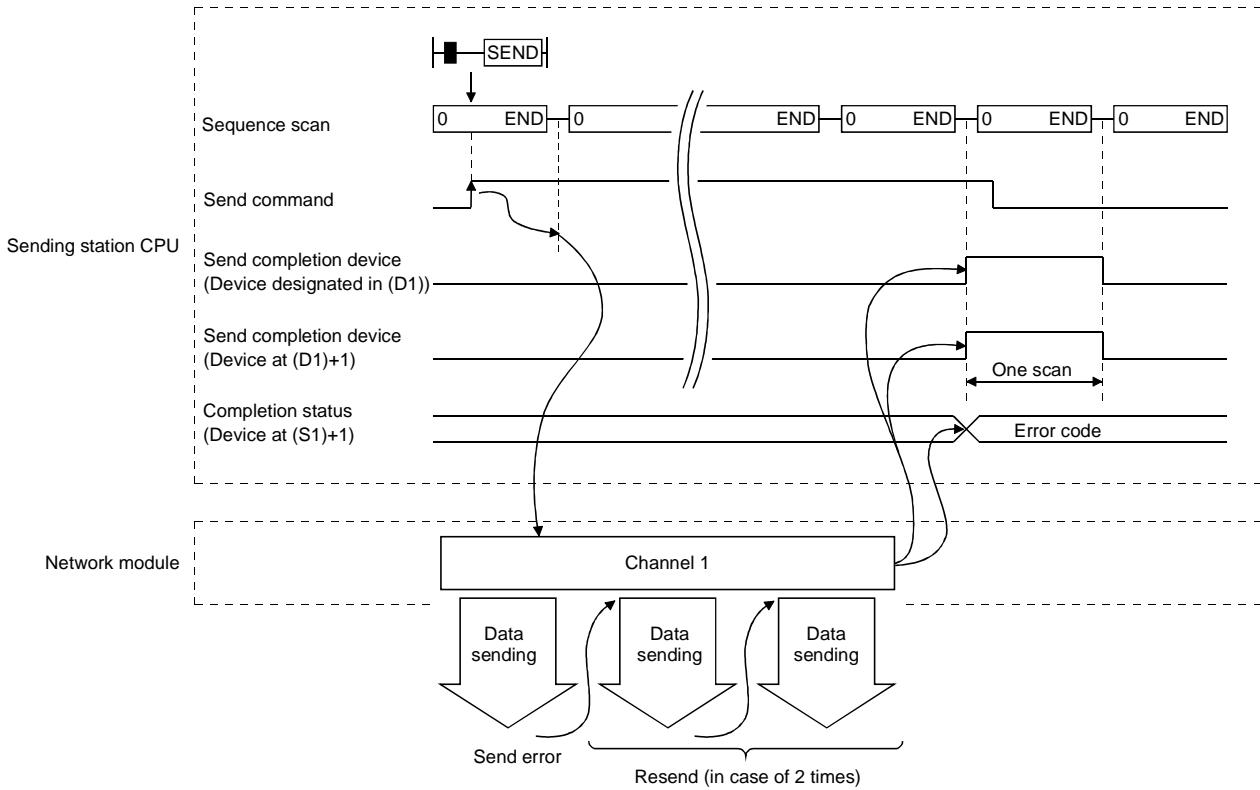 SEND
Sequence scan
0 END 0 END 0 END 0 END 0 END
Send command
Sending station CPU
Send completion device
(Device designated in (D1))
Send completion device
(Device at (D1)+1)
One scan
Completion status
(Device at (S1)+1)
Error code
Network module
Channel 1
Data
sending
Data
sending
Data
sending
Send error
Resend (in case of 2 times)